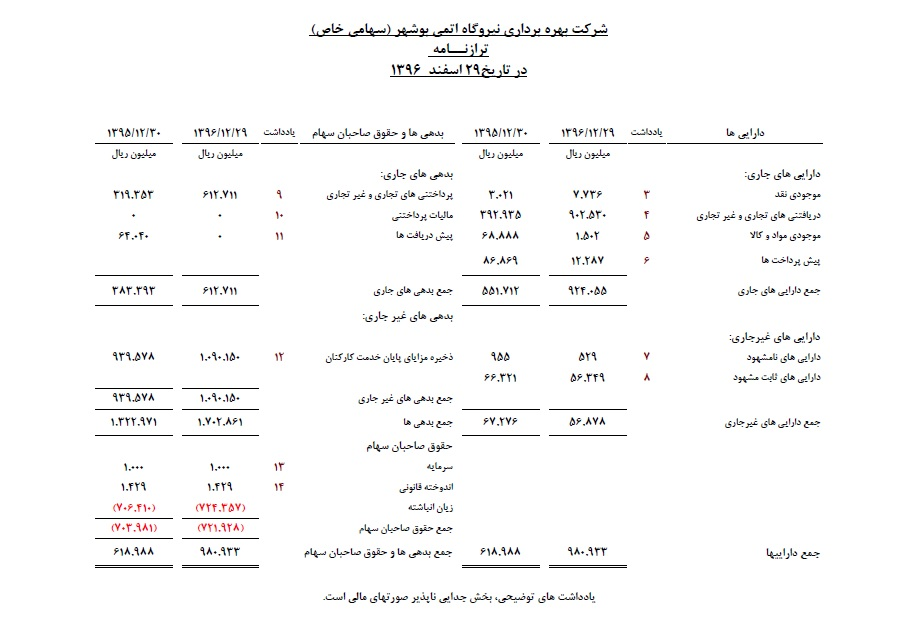 شرکت بهره برداری نیروگاه اتمی بوشهر (سهامی خاص)
ترازنـــامه
در تاریخ۲۹ اسفند ۱۳۹۶
دارایی ها یادداشت ۱۳۹۶/۱۲/۲۹ ۱۳۹۵/۱۲/۳۰ بدهی ها و حقوق صاحبان سهام یادداشت ۱۳۹۶/۱۲/۲۹ ۱۳۹۵/۱۲/۳۰
میلیون ریال میلیون ریال میلیون ریال میلیون ریال
دارایی های جاری: بدهی های جاری:
موجودی نقد ۳ ۷.۷۳۶ ۳.۰۲۱ پرداختنی های تجاری و غیر تجاری ۹ ۶۱۲.۷۱۱ ۳۱۹.۳۵۳
دریافتنی های تجاری و غیر تجاری ۴ ۹۰۲.۵۳۰ ۳۹۲.۹۳۵ مالیات پرداختنی ۱۰ ۰ ۰
موجودی مواد و کالا ۵ ۱.۵۰۲ ۶۸.۸۸۸ پیش دریافت ها ۱۱ ۰ ۶۴.۰۴۰
پیش پرداخت ها ۶ ۱۲.۲۸۷ ۸۶.۸۶۹
جمع دارایی های جاری ۹۲۴.۰۵۵ ۵۵۱.۷۱۲ جمع بدهی های جاری ۶۱۲.۷۱۱ ۳۸۳.۳۹۳
بدهی های غیر جاری:
دارایی های غیرجاری:
دارایی های نامشهود ۷ ۵۲۹ ۹۵۵ ذخیره مزایای پایان خدمت کارکنان ۱۲ ۱.۰۹۰.۱۵۰ ۹۳۹.۵۷۸
دارایی های ثابت مشهود ۸ ۵۶.۳۴۹ ۶۶.۳۲۱
جمع بدهی های غیر جاری ۱.۰۹۰.۱۵۰ ۹۳۹.۵۷۸
جمع دارایی های غیرجاری ۵۶.۸۷۸ ۶۷.۲۷۶ جمع بدهی ها ۱.۷۰۲.۸۶۱ ۱.۳۲۲.۹۷۱
حقوق صاحبان سهام
سرمایه ۱۳ ۱.۰۰۰ ۱.۰۰۰
اندوخته قانونی ۱۴ ۱.۴۲۹ ۱.۴۲۹
زیان انباشته (۷۲۴.۳۵۷) (۷۰۶.۴۱۰)
جمع حقوق صاحبان سهام (۷۲۱.۹۲۸) (۷۰۳.۹۸۱)
جمع داراییها ۹۸۰.۹۳۳ ۶۱۸.۹۸۸ جمع بدهی ها و حقوق صاحبان سهام ۹۸۰.۹۳۳ ۶۱۸.۹۸۸
یادداشت های توضیحی، بخش جدایی ناپذیر صورتهای مالی است.